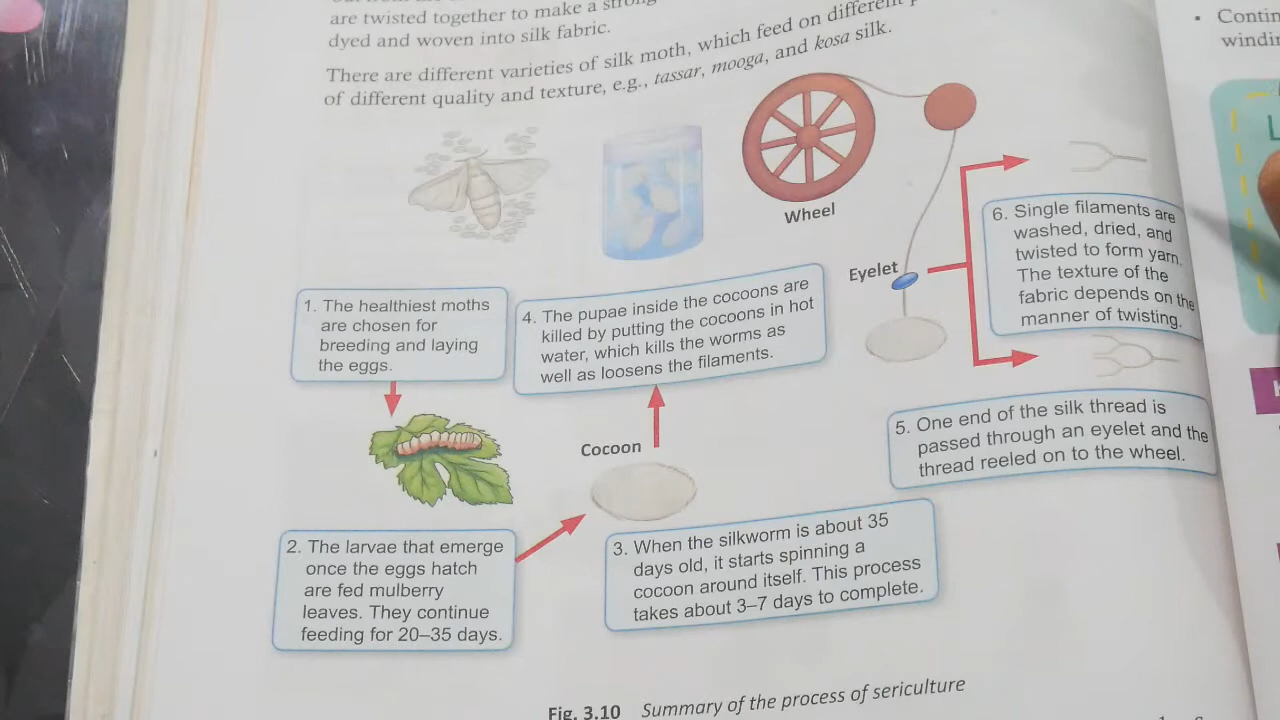 are twisted together to make a strong
dyed and woven into silk fabric.
There are different varieties of silk moth, which feed on different
of different quality and texture, e.g., tassar, mooga, and kosa silk.
Wheel
Eyelet
1. The healthiest moths
are chosen for
breeding and laying
the eggs.
2. The larvae that emerge
once the eggs hatch
are fed mulberry
leaves. They continue
feeding for 20–35 days.
Cocoon
3. When the silkworm is about 35
days old, it starts spinning a
cocoon around itself. This process
takes about 3–7 days to complete.
4. The pupae inside the cocoons are
killed by putting the cocoons in hot
water, which kills the worms as
well as loosens the filaments.
5. One end of the silk thread is
passed through an eyelet and the
thread reeled on to the wheel.
6. Single filaments are
washed, dried, and
twisted to form yarn.
The texture of the
fabric depends on the
manner of twisting.
Fig. 3.10 Summary of the process of sericulture